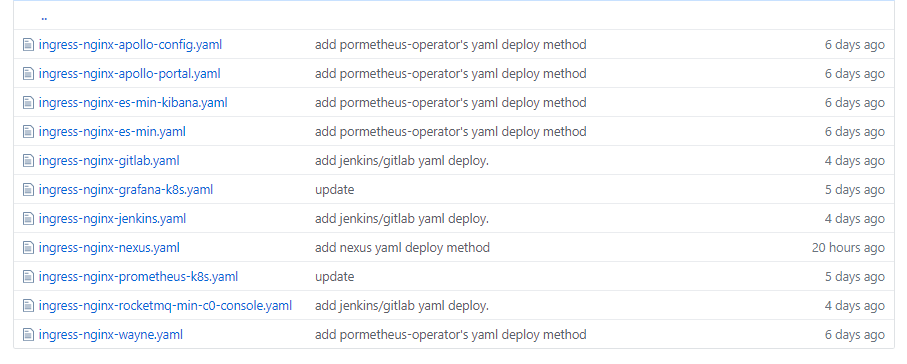 ..
ingress-nginx-apollo-config.yaml add pormetheus-operator's yaml deploy method 6 days ago
ingress-nginx-apollo-portal.yaml add pormetheus-operator's yaml deploy method 6 days ago
ingress-nginx-es-min-kibana.yaml add pormetheus-operator's yaml deploy method 6 days ago
ingress-nginx-es-min.yaml add pormetheus-operator's yaml deploy method 6 days ago
ingress-nginx-gitlab.yaml add jenkins/gitlab yaml deploy. 4 days ago
ingress-nginx-grafana-k8s.yaml update 5 days ago
ingress-nginx-jenkins.yaml add jenkins/gitlab yaml deploy. 4 days ago
ingress-nginx-nexus.yaml add nexus yaml deploy method 20 hours ago
ingress-nginx-prometheus-k8s.yaml update 5 days ago
ingress-nginx-rocketmq-min-c0-console.yaml add jenkins/gitlab yaml deploy. 4 days ago
ingress-nginx-wayne.yaml add pormetheus-operator's yaml deploy method 6 days ago